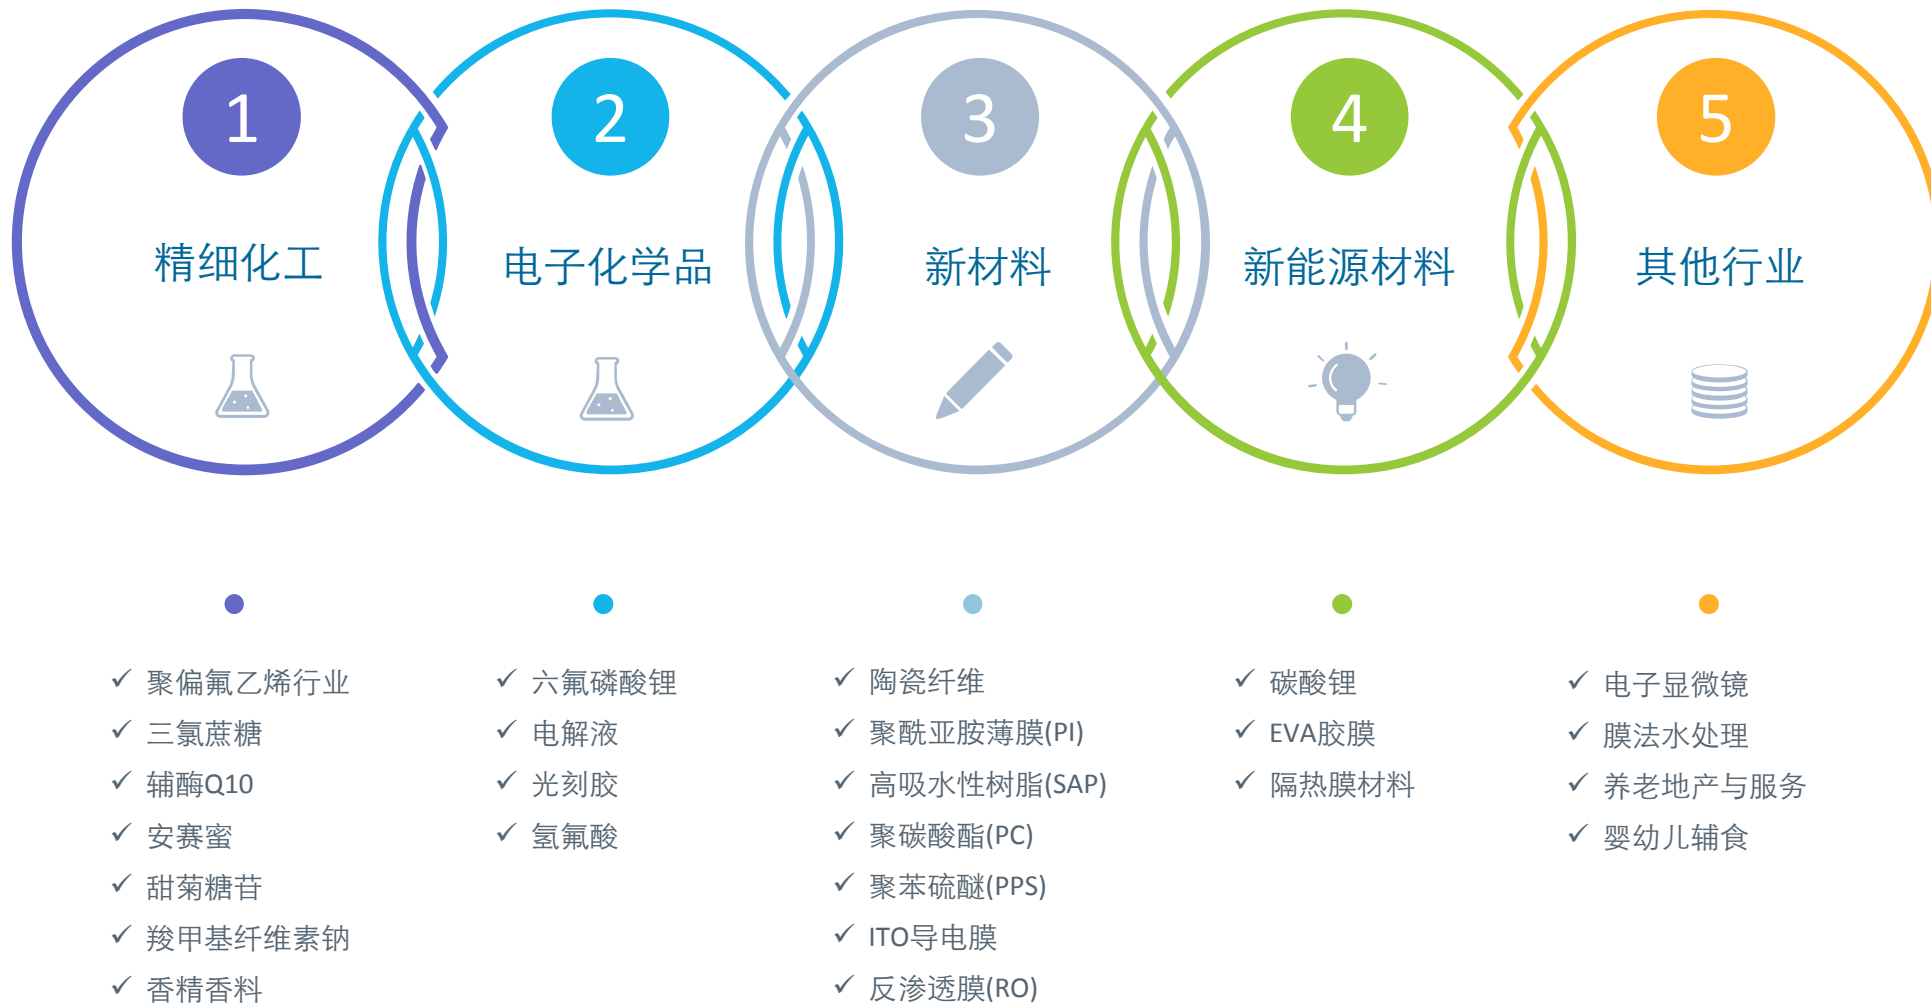 1
精细化工
2
电子化学品
3
新材料
4
新能源材料
5
其他行业
✓ 聚偏氟乙烯行业
✓ 三氯蔗糖
✓ 辅酶Q10
✓ 安赛蜜
✓ 甜菊糖苷
✓ 羧甲基纤维素钠
✓ 香精香料
✓ 六氟磷酸锂
✓ 电解液
✓ 光刻胶
✓ 氢氟酸
✓ 陶瓷纤维
✓ 聚酰亚胺薄膜(PI)
✓ 高吸水性树脂(SAP)
✓ 聚碳酸酯(PC)
✓ 聚苯硫醚(PPS)
✓ ITO导电膜
✓ 反渗透膜(RO)
✓ 碳酸锂
✓ EVA胶膜
✓ 隔热膜材料
✓ 电子显微镜
✓ 膜法水处理
✓ 养老地产与服务
✓ 婴幼儿辅食